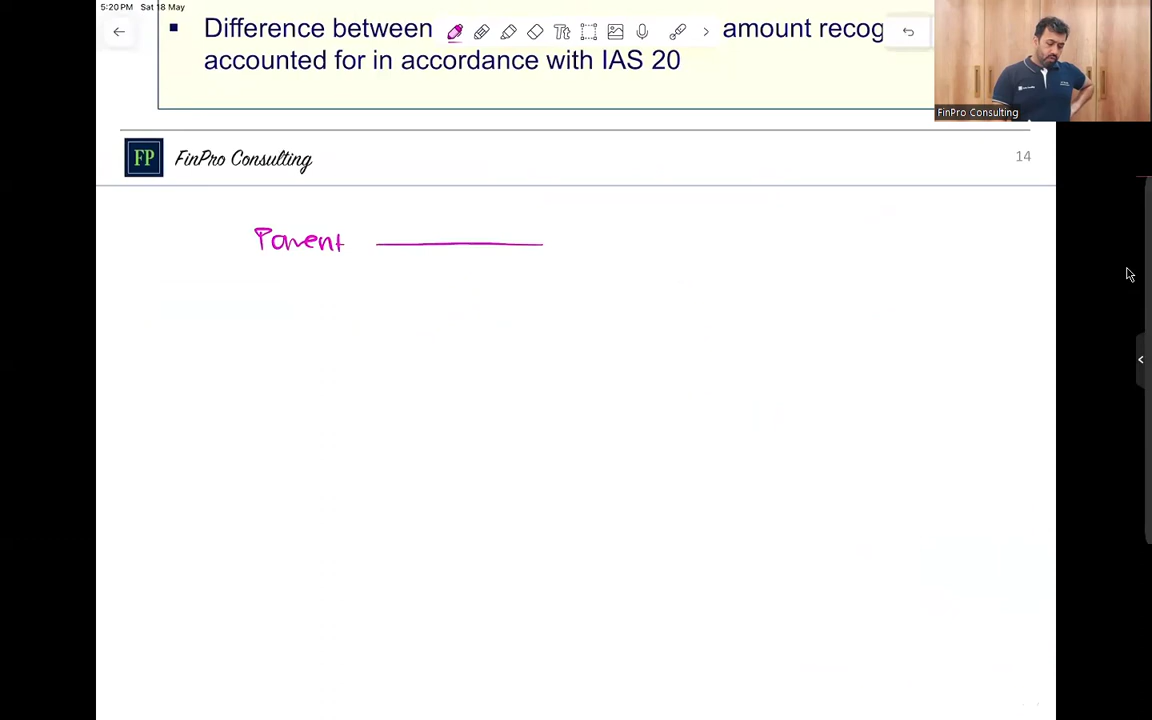 5:20 PM Sat 18 May
▪ Difference between amount recog
accounted for in accordance with IAS 20
FinPro Consulting
FP FinPro Consulting 14
Parent